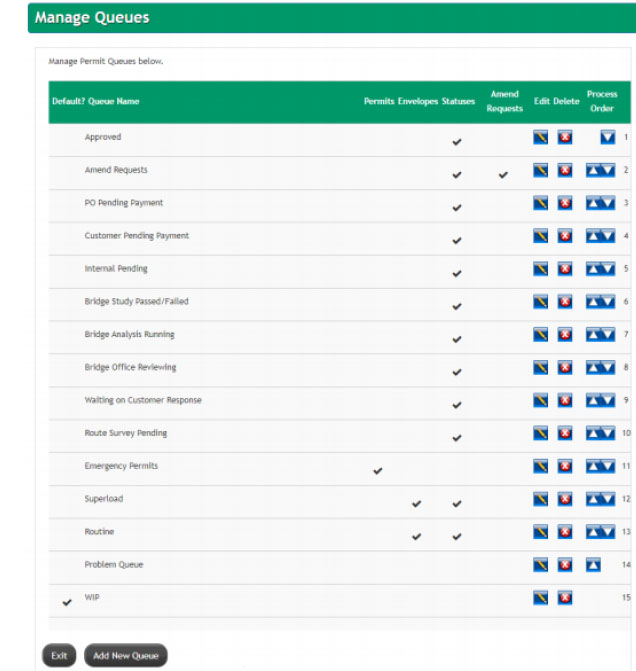 Manage Queues
Manage Permit Queues below.
Default? Queue Name Permits Envelopes Statuses Amend Requests Edit Delete Process Order
Approved 1
Amend Requests 2
PO Pending Payment 3
Customer Pending Payment 4
Internal Pending 5
Bridge Study Passed/Failed 6
Bridge Analysis Running 7
Bridge Office Reviewing 8
Waiting on Customer Response 9
Route Survey Pending 10
Emergency Permits 11
Superload 12
Routine 13
Problem Queue 14
WIP 15
Exit Add New Queue